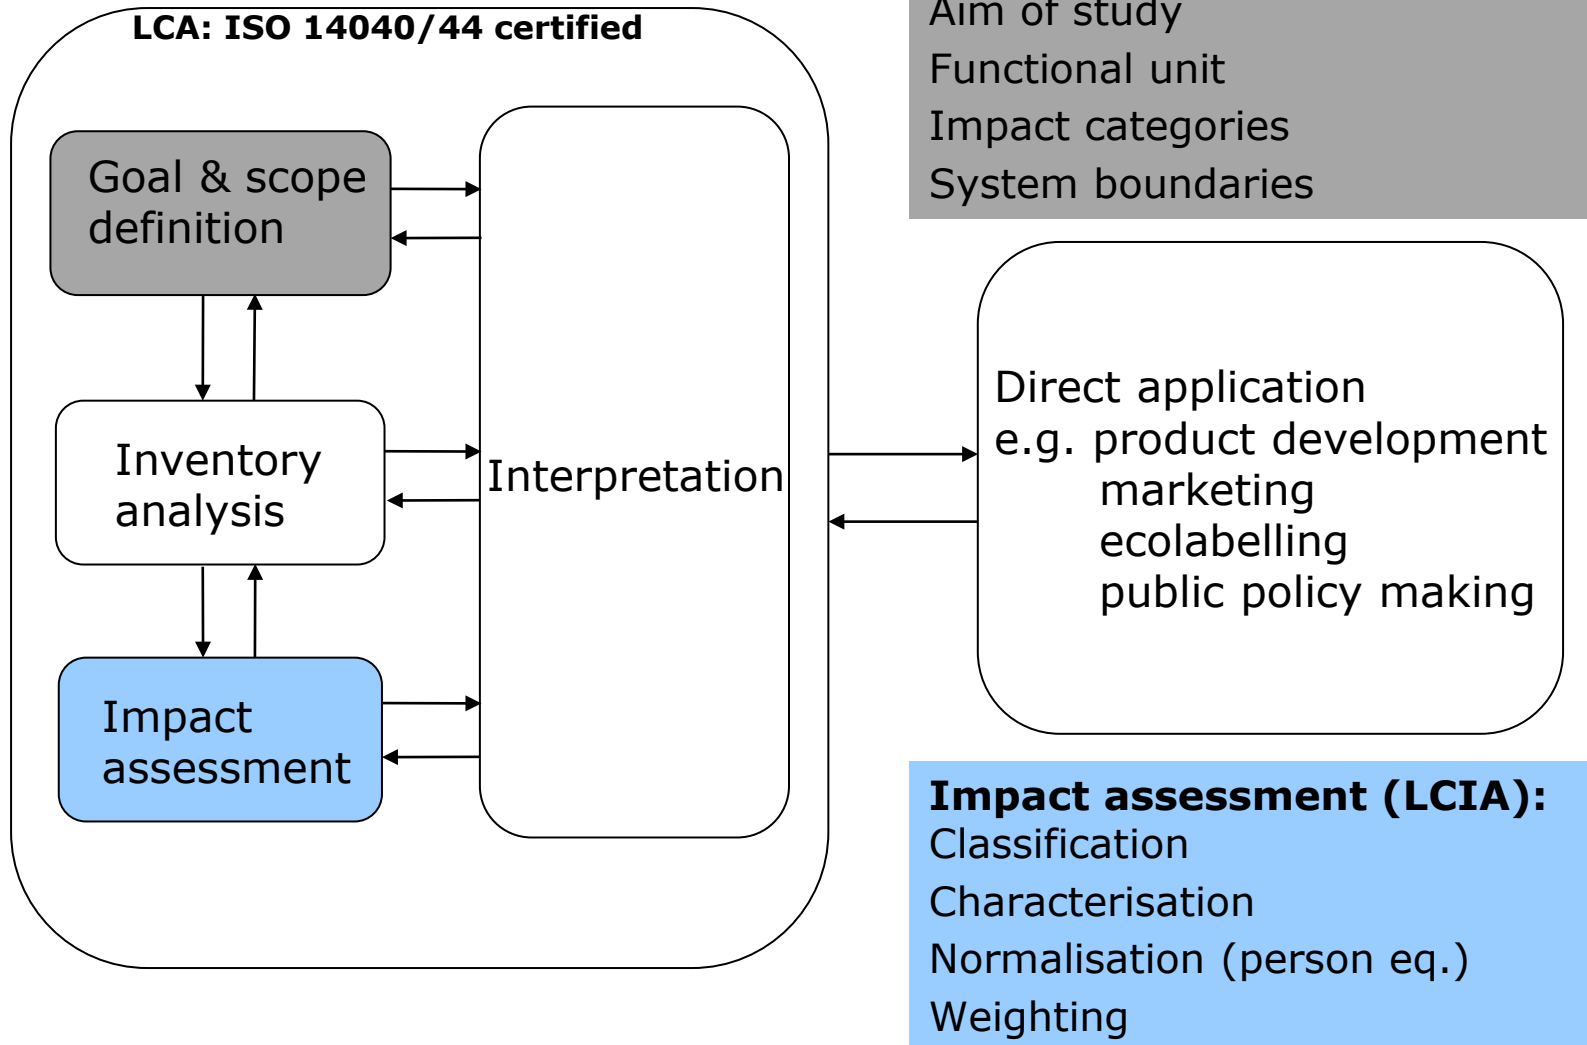 LCA: ISO 14040/44 certified
Goal & scope
definition
Inventory
analysis
Impact
assessment
Interpretation
Aim of study
Functional unit
Impact categories
System boundaries
Direct application
e.g. product development
marketing
ecolabelling
public policy making
Impact assessment (LCIA):
Classification
Characterisation
Normalisation (person eq.)
Weighting